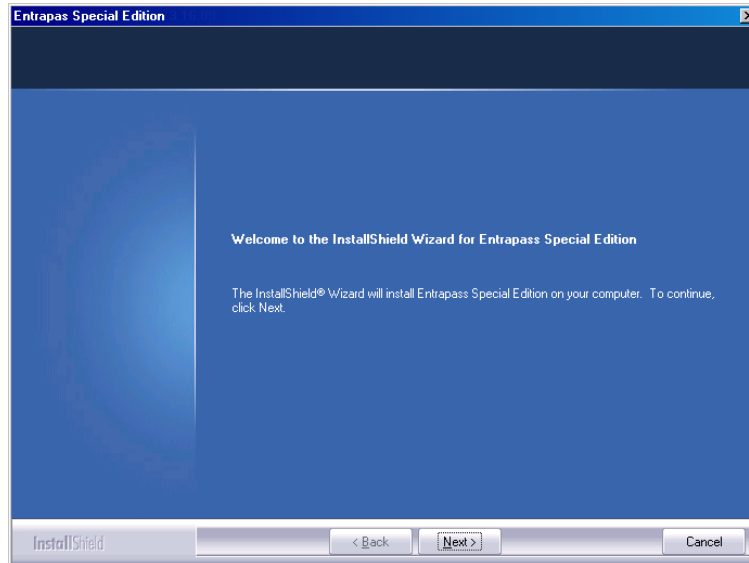 Entrapas Special Edition
Welcome to the InstallShield Wizard for Entrapass Special Edition
The InstallShield® Wizard will install Entrapass Special Edition on your computer. To continue,
click Next.
InstallShield
< Back
Next >
Cancel